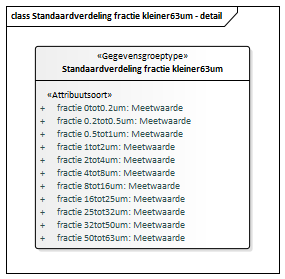 class Standaardverdeling fractie kleiner63um - detail
«Gegevensgroeptype»
Standaardverdeling fractie kleiner63um
«Attribuutsoort»
+ fractie 0tot0.2um: Meetwaarde
+ fractie 0.2tot0.5um: Meetwaarde
+ fractie 0.5tot1um: Meetwaarde
+ fractie 1tot2um: Meetwaarde
+ fractie 2tot4um: Meetwaarde
+ fractie 4tot8um: Meetwaarde
+ fractie 8tot16um: Meetwaarde
+ fractie 16tot25um: Meetwaarde
+ fractie 25tot32um: Meetwaarde
+ fractie 32tot50um: Meetwaarde
+ fractie 50tot63um: Meetwaarde